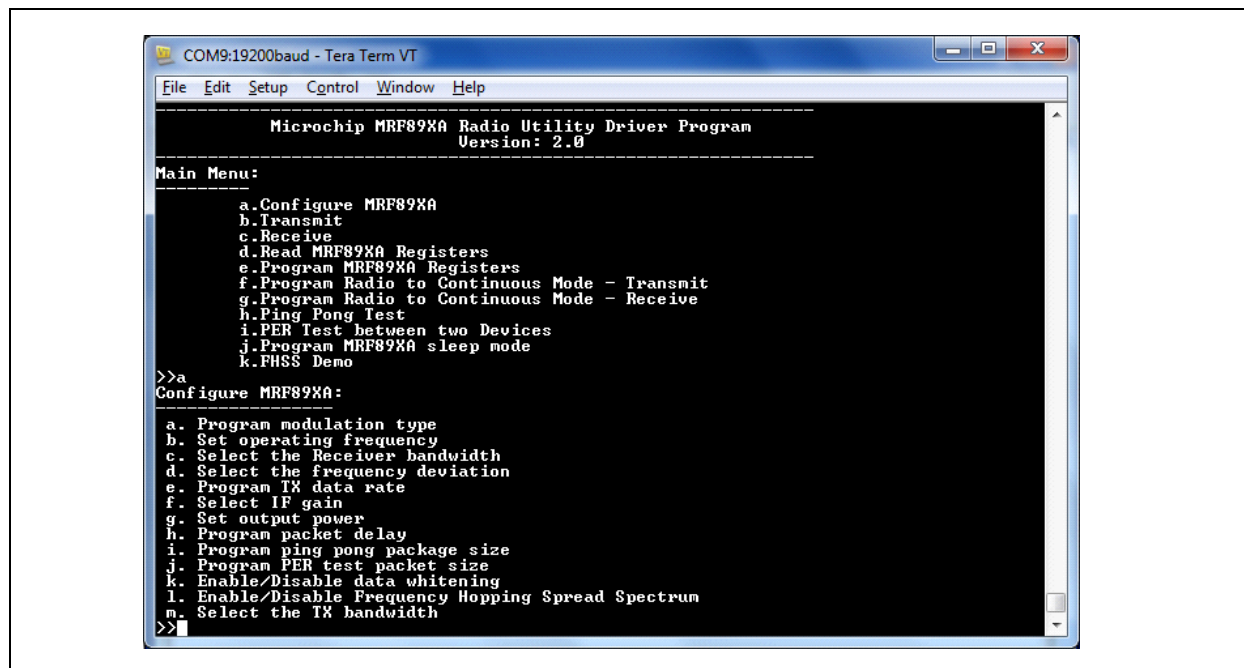 COM9:19200baud - Tera Term VT
File Edit Setup Control Window Help
Microchip MRF89XA Radio Utility Driver Program
Version: 2.0
Main Menu:
a.Configure MRF89XA
b.Transmit
c.Receive
d.Read MRF89XA Registers
e.Program MRF89XA Registers
f.Program Radio to Continuous Mode - Transmit
g.Program Radio to Continuous Mode - Receive
h.Ping Pong Test
i.PER Test between two Devices
j.Program MRF89XA sleep mode
k.FHSS Demo
>>a
Configure MRF89XA:
a. Program modulation type
b. Set operating frequency
c. Select the Receiver bandwidth
d. Select the frequency deviation
e. Program TX data rate
f. Select IF gain
g. Set output power
h. Program packet delay
i. Program ping pong package size
j. Program PER test packet size
k. Enable/Disable data whitening
l. Enable/Disable Frequency Hopping Spread Spectrum
m. Select the TX bandwidth
>>